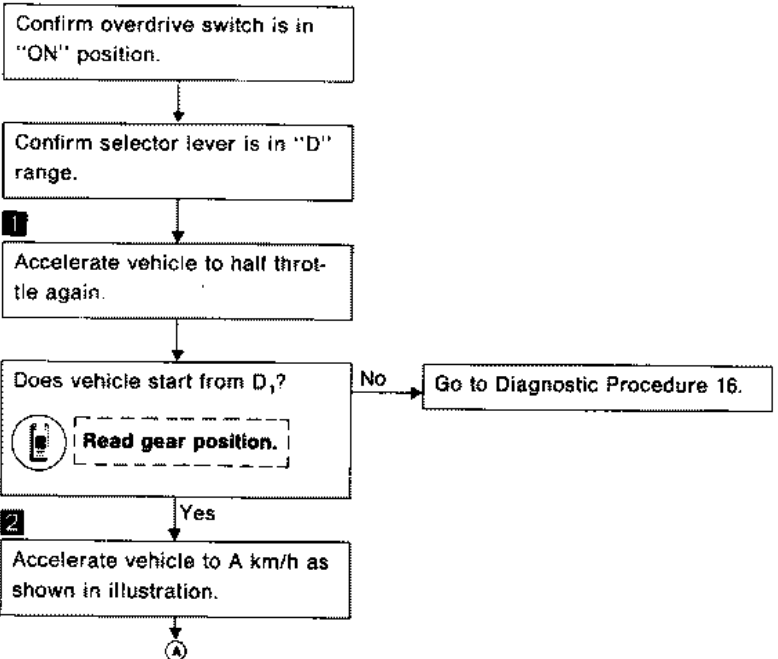 Confirm overdrive switch is in
"ON" position.
Confirm selector lever is in "D"
range.
1
Accelerate vehicle to half throt-
tle again.
Does vehicle start from D₁?
No
Go to Diagnostic Procedure 16.
Read gear position.
Yes
2
Accelerate vehicle to A km/h as
shown in illustration.
A